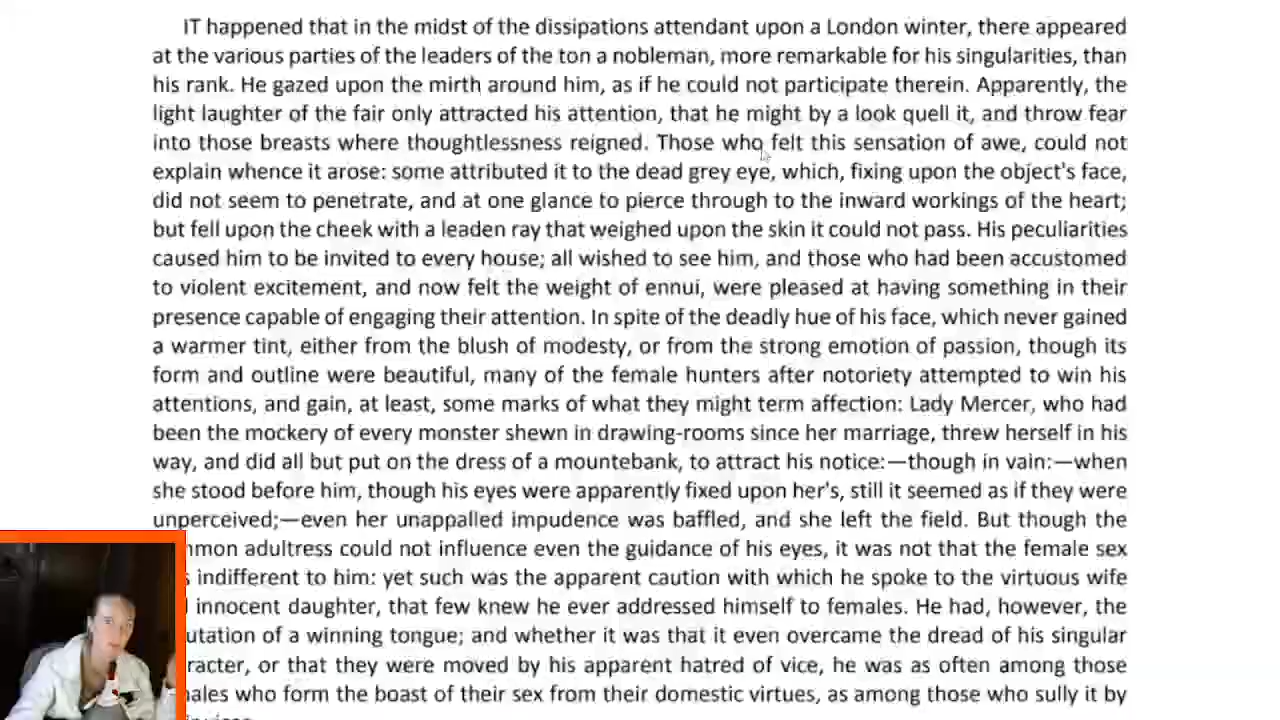 IT happened that in the midst of the dissipations attendant upon a London winter, there appeared
at the various parties of the leaders of the ton a nobleman, more remarkable for his singularities, than
his rank. He gazed upon the mirth around him, as if he could not participate therein. Apparently, the
light laughter of the fair only attracted his attention, that he might by a look quell it, and throw fear
into those breasts where thoughtlessness reigned. Those who felt this sensation of awe, could not
explain whence it arose: some attributed it to the dead grey eye, which, fixing upon the object's face,
did not seem to penetrate, and at one glance to pierce through to the inward workings of the heart;
but fell upon the cheek with a leaden ray that weighed upon the skin it could not pass. His peculiarities
caused him to be invited to every house; all wished to see him, and those who had been accustomed
to violent excitement, and now felt the weight of ennui, were pleased at having something in their
presence capable of engaging their attention. In spite of the deadly hue of his face, which never gained
a warmer tint, either from the blush of modesty, or from the strong emotion of passion, though its
form and outline were beautiful, many of the female hunters after notoriety attempted to win his
attentions, and gain, at least, some marks of what they might term affection: Lady Mercer, who had
been the mockery of every monster shewn in drawing-rooms since her marriage, threw herself in his
way, and did all but put on the dress of a mountebank, to attract his notice:—though in vain:—when
she stood before him, though his eyes were apparently fixed upon her's, still it seemed as if they were
unperceived;—even her unappalled impudence was baffled, and she left the field. But though the
adultress could not influence even the guidance of his eyes, it was not that the female sex
indifferent to him: yet such was the apparent caution with which he spoke to the virtuous wife
innocent daughter, that few knew he ever addressed himself to females. He had, however, the
of a winning tongue; and whether it was that it even overcame the dread of his singular
or that they were moved by his apparent hatred of vice, he was as often among those
who form the boast of their sex from their domestic virtues, as among those who sully it by